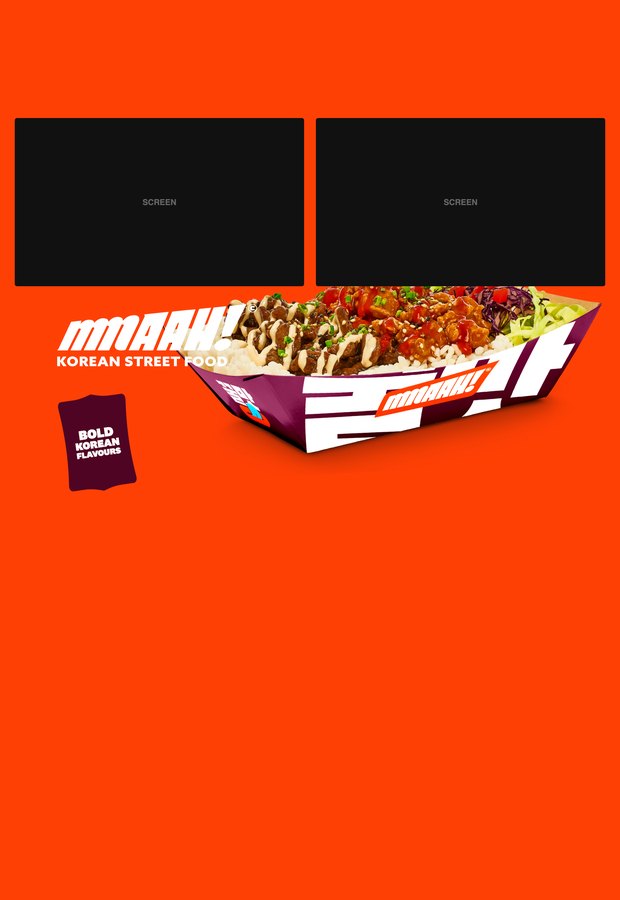 SCREEN
SCREEN
mmAAH!
KOREAN STREET FOOD
mmAAH!
BOLD
KOREAN
FLAVOURS